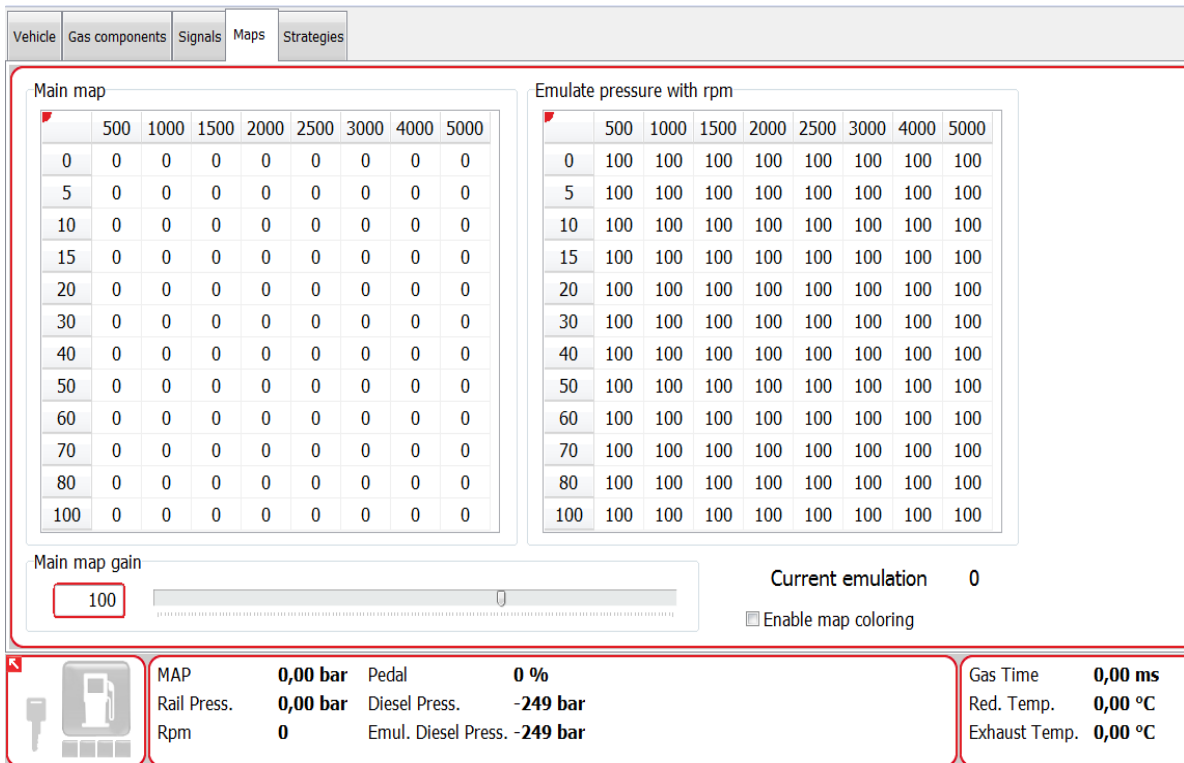 Vehicle Gas components Signals Maps Strategies
Main map
500 1000 1500 2000 2500 3000 4000 5000
0 0 0 0 0 0 0 0 0
5 0 0 0 0 0 0 0 0
10 0 0 0 0 0 0 0 0
15 0 0 0 0 0 0 0 0
20 0 0 0 0 0 0 0 0
30 0 0 0 0 0 0 0 0
40 0 0 0 0 0 0 0 0
50 0 0 0 0 0 0 0 0
60 0 0 0 0 0 0 0 0
70 0 0 0 0 0 0 0 0
80 0 0 0 0 0 0 0 0
100 0 0 0 0 0 0 0 0
Emulate pressure with rpm
500 1000 1500 2000 2500 3000 4000 5000
0 100 100 100 100 100 100 100 100
5 100 100 100 100 100 100 100 100
10 100 100 100 100 100 100 100 100
15 100 100 100 100 100 100 100 100
20 100 100 100 100 100 100 100 100
30 100 100 100 100 100 100 100 100
40 100 100 100 100 100 100 100 100
50 100 100 100 100 100 100 100 100
60 100 100 100 100 100 100 100 100
70 100 100 100 100 100 100 100 100
80 100 100 100 100 100 100 100 100
100 100 100 100 100 100 100 100 100
Main map gain
100
Current emulation 0
Enable map coloring
MAP 0,00 bar Pedal 0 %
Rail Press. 0,00 bar Diesel Press. -249 bar
Rpm 0 Emul. Diesel Press. -249 bar
Gas Time 0,00 ms
Red. Temp. 0,00 °C
Exhaust Temp. 0,00 °C